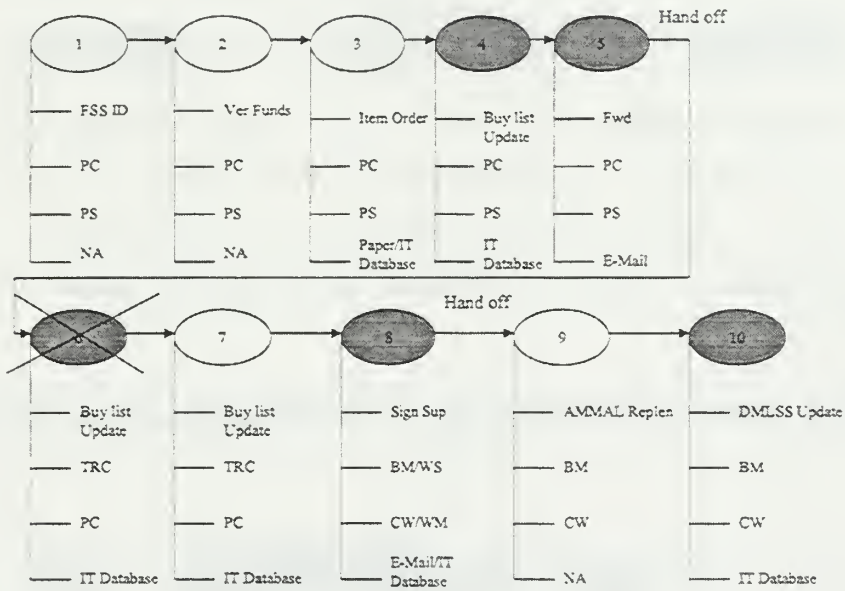 Hand off
1
2
3
4
5
FSS ID
Ver Funds
Item Order
Buy list
Update
Fwd
PC
PC
PC
PC
PC
PS
PS
PS
PS
PS
NA
NA
Paper/IT
Database
IT
Database
E-Mail
Hand off
6
7
8
9
10
Buy list
Update
Buy list
Update
Sign Sup
AMMAL Replen
DMLSS Update
TRC
TRC
BM/WS
BM
BM
PC
PC
CW/WM
CW
CW
IT Database
IT Database
E-Mail/IT
Database
NA
IT Database